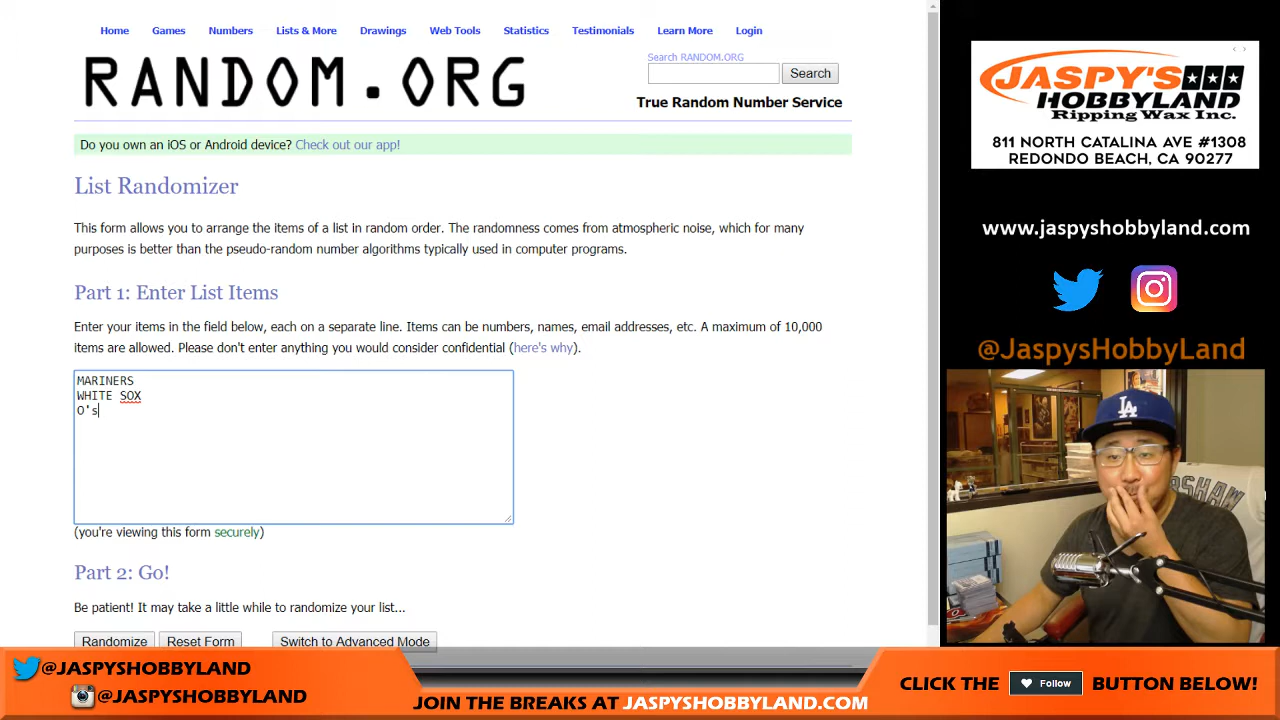 Home Games Numbers Lists & More Drawings Web Tools Statistics Testimonials Learn More Login
RANDOM.ORG
Search RANDOM.ORG
Search
True Random Number Service
Do you own an iOS or Android device? Check out our app!
List Randomizer
This form allows you to arrange the items of a list in random order. The randomness comes from atmospheric noise, which for many
purposes is better than the pseudo-random number algorithms typically used in computer programs.
Part 1: Enter List Items
Enter your items in the field below, each on a separate line. Items can be numbers, names, email addresses, etc. A maximum of 10,000
items are allowed. Please don't enter anything you would consider confidential (here's why).
MARINERS
WHITE SOX
O's
(you're viewing this form securely)
Part 2: Go!
Be patient! It may take a little while to randomize your list...
Randomize Reset Form Switch to Advanced Mode
JASPY'S
HOBBYLAND
Ripping Wax Inc.
811 NORTH CATALINA AVE #1308
REDONDO BEACH, CA 90277
www.jaspyshobbyland.com
@JaspysHobbyLand
LA
KERSHAW
@JASPYSHOBBYLAND
@JASPYSHOBBYLAND
JOIN THE BREAKS AT JASPYSHOBBYLAND.COM
CLICK THE Follow BUTTON BELOW!